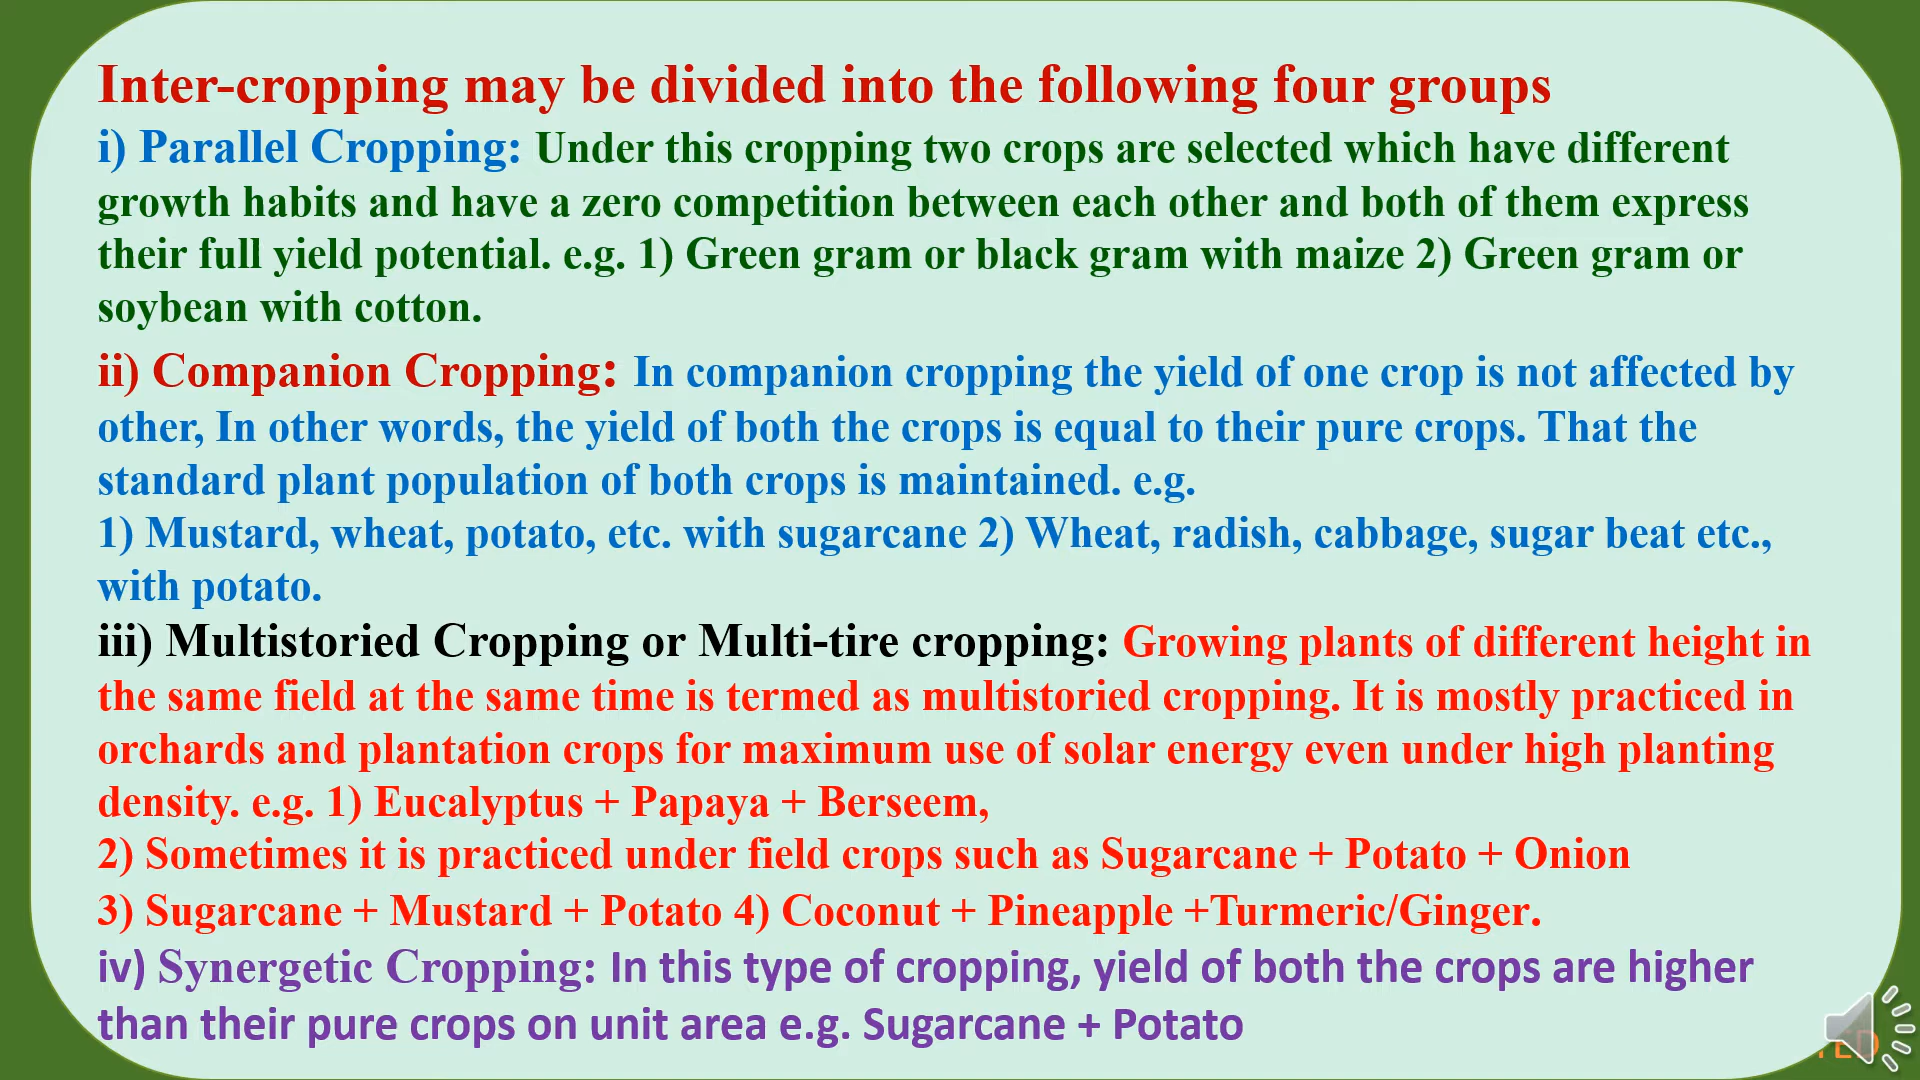 Inter-cropping may be divided into the following four groups
i) Parallel Cropping: Under this cropping two crops are selected which have different
growth habits and have a zero competition between each other and both of them express
their full yield potential. e.g. 1) Green gram or black gram with maize 2) Green gram or
soybean with cotton.
ii) Companion Cropping: In companion cropping the yield of one crop is not affected by
other, In other words, the yield of both the crops is equal to their pure crops. That the
standard plant population of both crops is maintained. e.g.
1) Mustard, wheat, potato, etc. with sugarcane 2) Wheat, radish, cabbage, sugar beat etc.,
with potato.
iii) Multistoried Cropping or Multi-tire cropping: Growing plants of different height in
the same field at the same time is termed as multistoried cropping. It is mostly practiced in
orchards and plantation crops for maximum use of solar energy even under high planting
density. e.g. 1) Eucalyptus + Papaya + Berseem,
2) Sometimes it is practiced under field crops such as Sugarcane + Potato + Onion
3) Sugarcane + Mustard + Potato 4) Coconut + Pineapple +Turmeric/Ginger.
iv) Synergetic Cropping: In this type of cropping, yield of both the crops are higher
than their pure crops on unit area e.g. Sugarcane + Potato